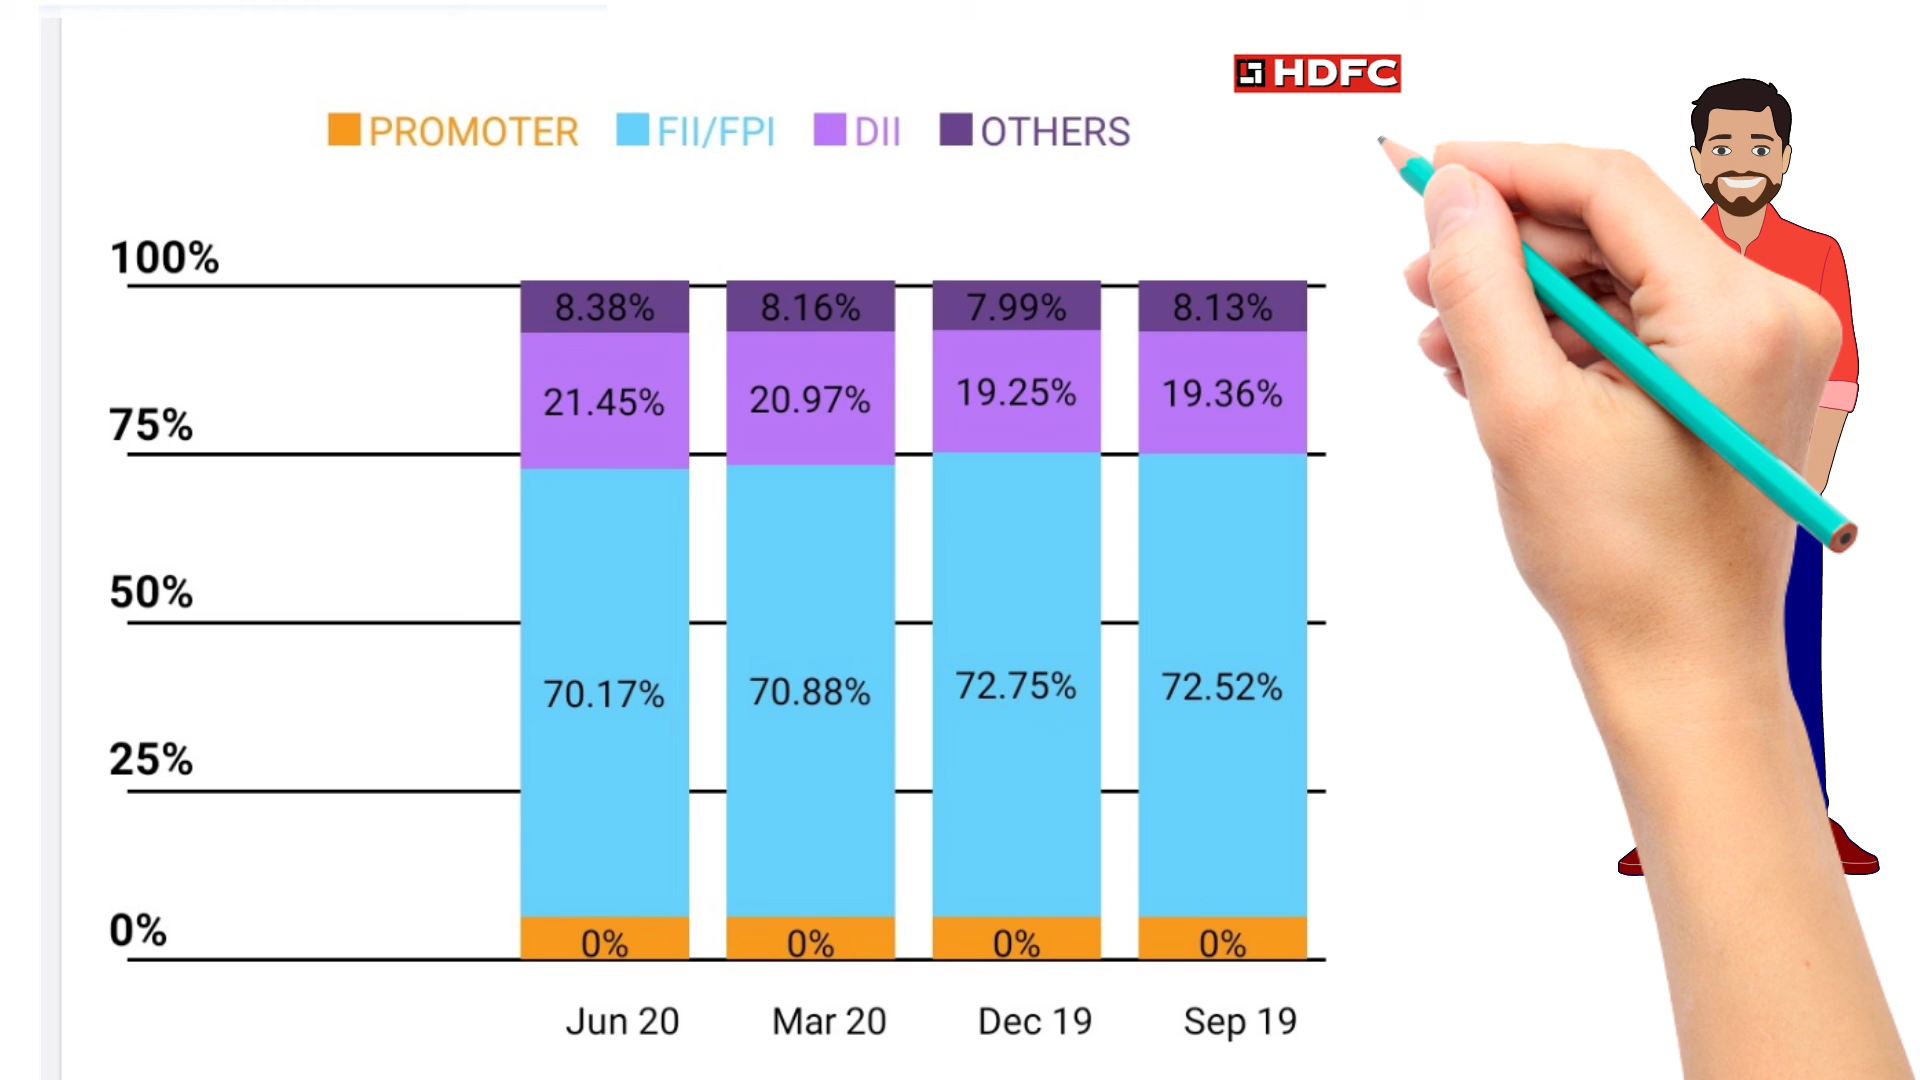 HDFC
PROMOTER FII/FPI DII OTHERS
100%
8.38% 8.16% 7.99% 8.13%
21.45% 20.97% 19.25% 19.36%
75%
50%
70.17% 70.88% 72.75% 72.52%
25%
0%
0% 0% 0% 0%
Jun 20 Mar 20 Dec 19 Sep 19